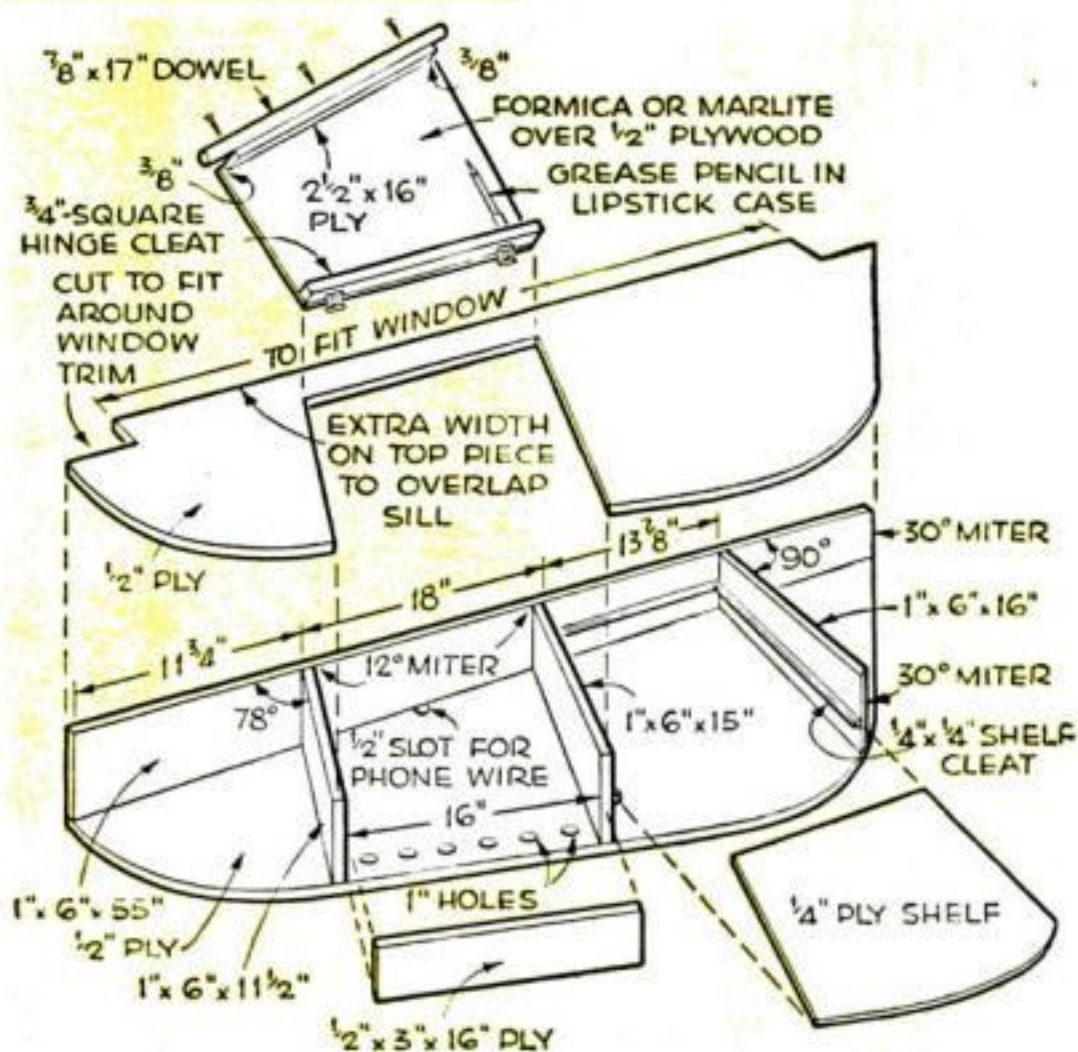 7/8" x 17" DOWEL
3/8"
FORMICA OR MARLITE
OVER 1/2" PLYWOOD
3/8"
2 1/2" x 16"
PLY
GREASE PENCIL IN
LIPSTICK CASE
3/4"-SQUARE
HINGE CLEAT
CUT TO FIT
AROUND
WINDOW
TRIM
TO FIT WINDOW
EXTRA WIDTH
ON TOP PIECE
TO OVERLAP
SILL
1/2" PLY
13 7/8"
30° MITER
90°
18"
1" x 6" x 16"
11 3/4"
12° MITER
30° MITER
78°
1" x 6" x 15"
1/4" x 1/4" SHELF
CLEAT
1/2" SLOT FOR
PHONE WIRE
16"
1" x 6" x 55"
1" HOLES
1/4" PLY SHELF
1/2" PLY
1" x 6" x 11 1/2"
1/2" x 3" x 16" PLY